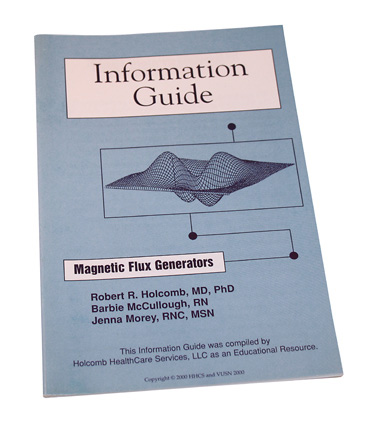 Information
Guide
Magnetic Flux Generators
Robert R. Holcomb, MD, PhD
Barbie McCullough, RN
Jenna Morey, RNC, MSN
This Information Guide was compiled by
Holcomb HealthCare Services, LLC as an Educational Resource.
Copyright © 2000 HHCS and VUSN 2000